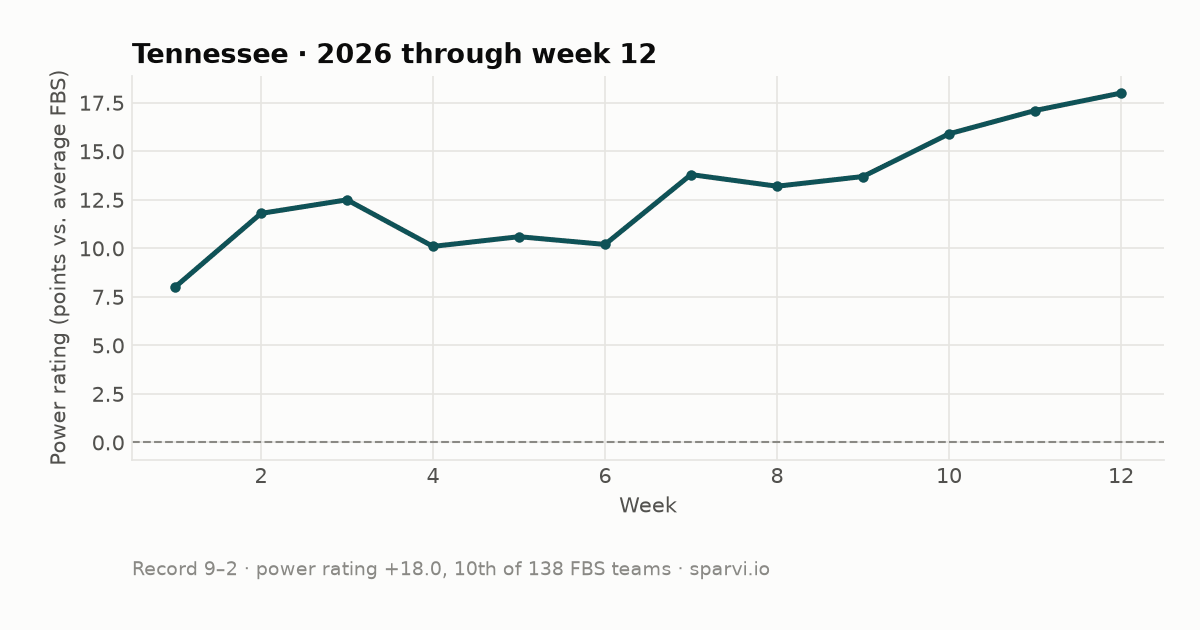 Tennessee · 2026 through week 12
Power rating (points vs. average FBS)
17.5
15.0
12.5
10.0
7.5
5.0
2.5
0.0
2 4 6 8 10 12
Week
Record 9–2 · power rating +18.0, 10th of 138 FBS teams · sparvi.io